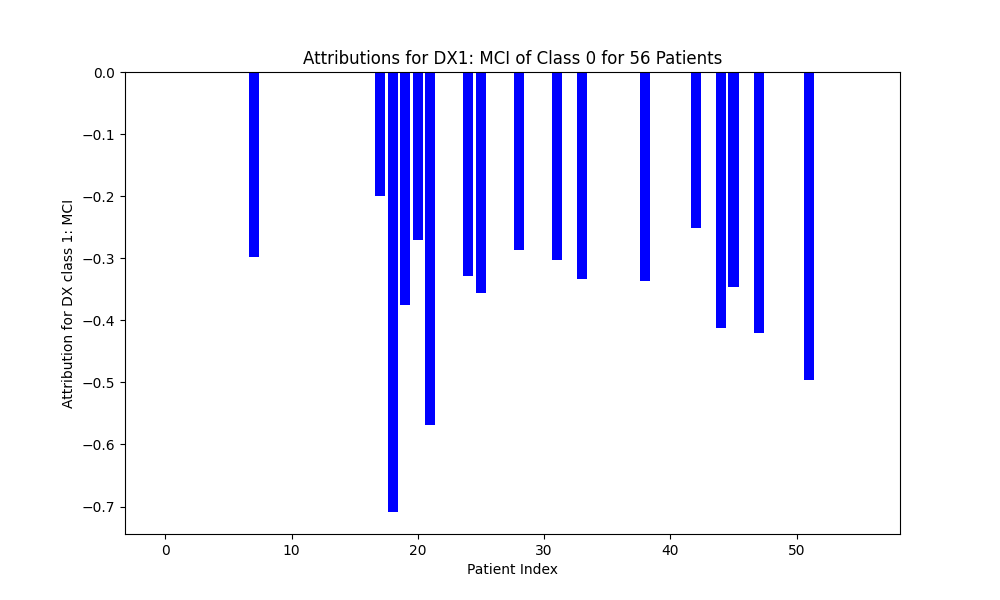 Attributions for DX1: MCI of Class 0 for 56 Patients
Attribution for DX class 1: MCI
0.0
−0.1
−0.2
−0.3
−0.4
−0.5
−0.6
−0.7
0 10 20 30 40 50
Patient Index